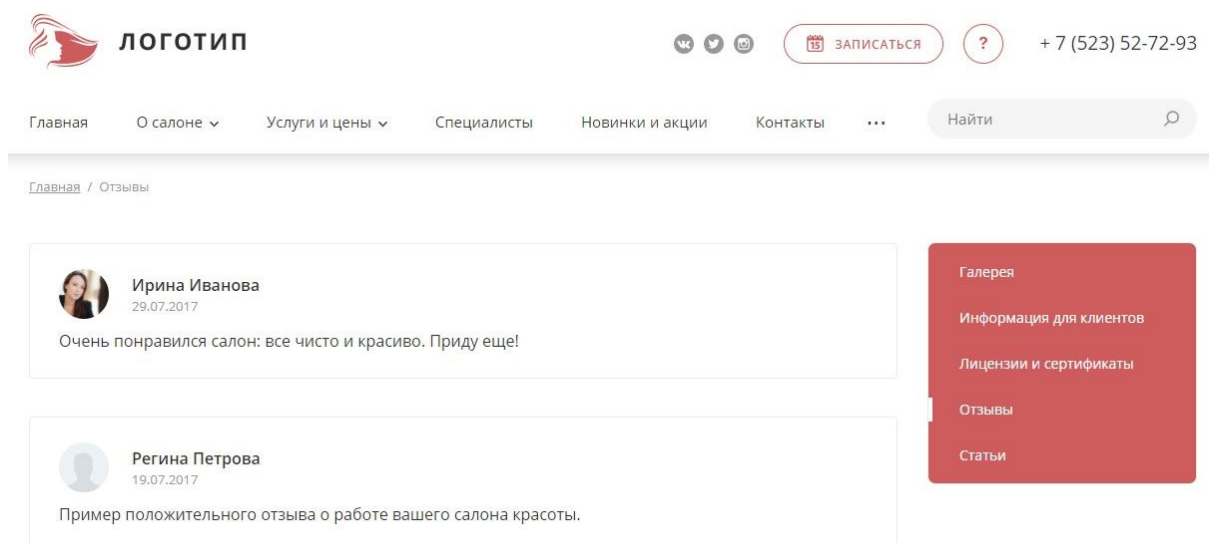 ЛОГОТИП
15 ЗАПИСАТЬСЯ ? + 7 (523) 52-72-93
Главная О салоне Услуги и цены Специалисты Новинки и акции Контакты ... Найти
Главная / Отзывы
Ирина Иванова
29.07.2017
Очень понравился салон: все чисто и красиво. Приду еще!
Регина Петрова
19.07.2017
Пример положительного отзыва о работе вашего салона красоты.
Галерея
Информация для клиентов
Лицензии и сертификаты
Отзывы
Статьи